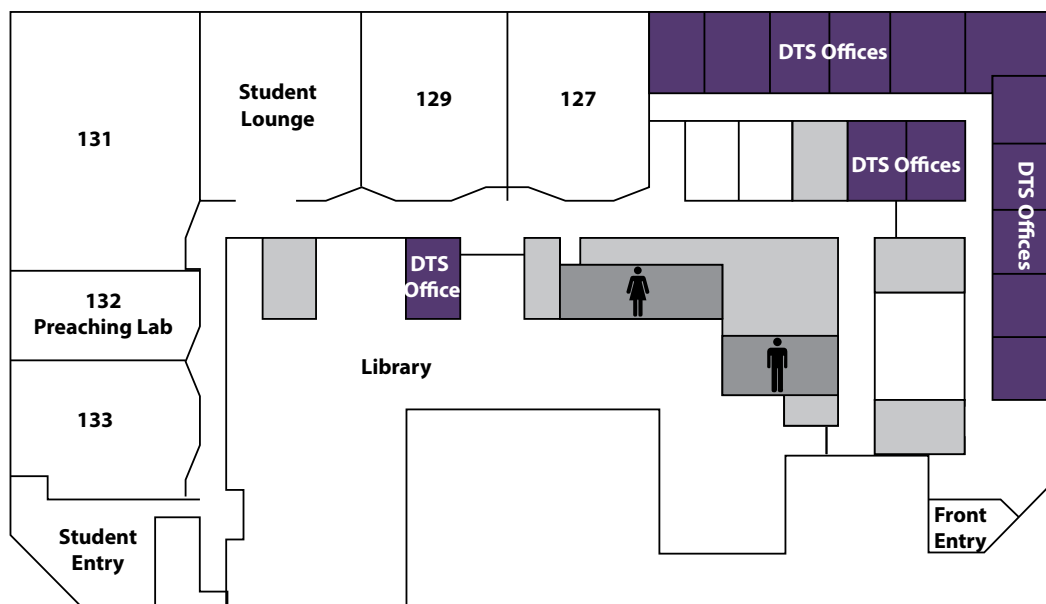 DTS Offices
Student
Lounge
129
127
131
DTS Offices
DTS Offices
DTS
Office
132
Preaching Lab
Library
133
Student
Entry
Front
Entry